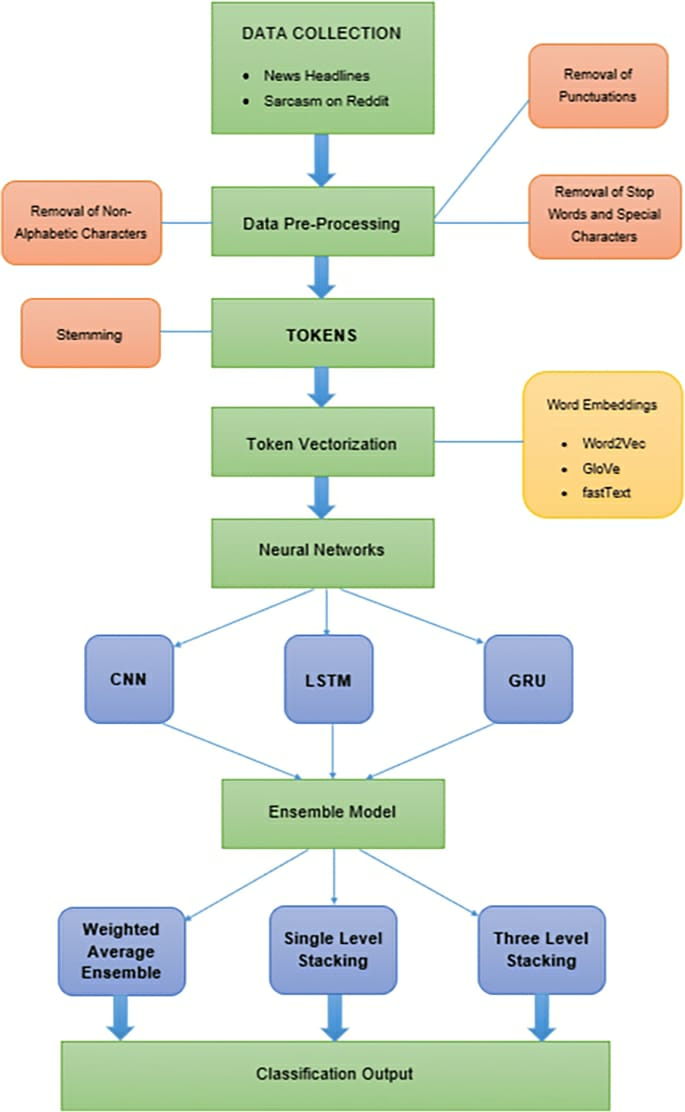 DATA COLLECTION
• News Headlines
• Sarcasm on Reddit
Removal of
Punctuations
Removal of Non-
Alphabetic Characters
Data Pre-Processing
Removal of Stop
Words and Special
Characters
Stemming
TOKENS
Token Vectorization
Word Embeddings
• Word2Vec
• GloVe
• fastText
Neural Networks
CNN
LSTM
GRU
Ensemble Model
Weighted
Average
Ensemble
Single Level
Stacking
Three Level
Stacking
Classification Output